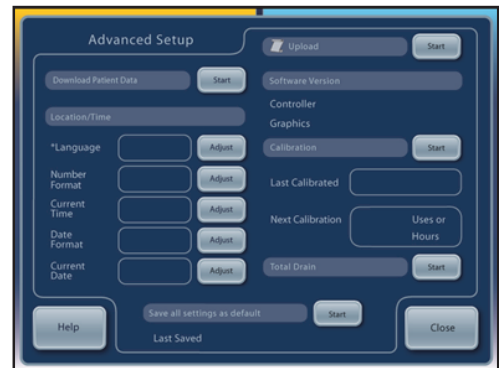 Advanced Setup
Download Patient Data
Start
Location/Time
*Language
Adjust
Number
Format
Adjust
Current
Time
Adjust
Date
Format
Adjust
Current
Date
Adjust
Upload
Start
Software Version
Controller
Graphics
Calibration
Start
Last Calibrated
Next Calibration
Uses or
Hours
Total Drain
Start
Save all settings as default
Start
Last Saved
Help
Close